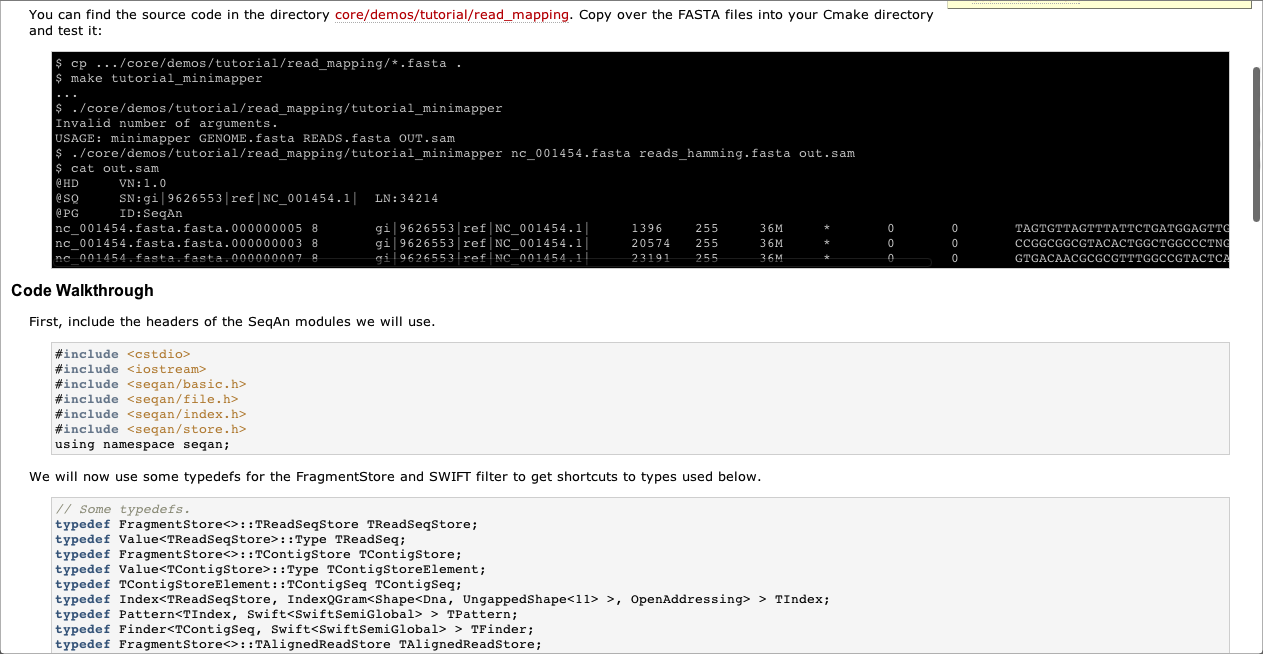 You can find the source code in the directory core/demos/tutorial/read_mapping. Copy over the FASTA files into your Cmake directory
and test it:
$ cp .../core/demos/tutorial/read_mapping/*.fasta .
$ make tutorial_minimapper
...
$ ./core/demos/tutorial/read_mapping/tutorial_minimapper
Invalid number of arguments.
USAGE: minimapper GENOME.fasta READS.fasta OUT.sam
$ ./core/demos/tutorial/read_mapping/tutorial_minimapper nc_001454.fasta reads_hamming.fasta out.sam
$ cat out.sam
@HD     VN:1.0
@SQ     SN:gi|9626553|ref|NC_001454.1|  LN:34214
@PG     ID:SeqAn
nc_001454.fasta.fasta.000000005 8       gi|9626553|ref|NC_001454.1|     1396    255     36M     *       0       0       TAGTGTTAGTTTATTCTGATGGAGTTG
nc_001454.fasta.fasta.000000003 8       gi|9626553|ref|NC_001454.1|     20574   255     36M     *       0       0       CCGGCGGCGTACACTGGCTGGCCCTNG
nc_001454.fasta.fasta.000000007 8       gi|9626553|ref|NC_001454.1|     23191   255     36M     *       0       0       GTGACAACGCGCGTTTGGCCGTACTCA
Code Walkthrough
First, include the headers of the SeqAn modules we will use.
#include <cstdio>
#include <iostream>
#include <seqan/basic.h>
#include <seqan/file.h>
#include <seqan/index.h>
#include <seqan/store.h>
using namespace seqan;
We will now use some typedefs for the FragmentStore and SWIFT filter to get shortcuts to types used below.
// Some typedefs.
typedef FragmentStore<>::TReadSeqStore TReadSeqStore;
typedef Value<TReadSeqStore>::Type TReadSeq;
typedef FragmentStore<>::TContigStore TContigStore;
typedef Value<TContigStore>::Type TContigStoreElement;
typedef TContigStoreElement::TContigSeq TContigSeq;
typedef Index<TReadSeqStore, IndexQGram<Shape<Dna, UngappedShape<11> >, OpenAddressing> > TIndex;
typedef Pattern<TIndex, Swift<SwiftSemiGlobal> > TPattern;
typedef Finder<TContigSeq, Swift<SwiftSemiGlobal> > TFinder;
typedef FragmentStore<>::TAlignedReadStore TAlignedReadStore;